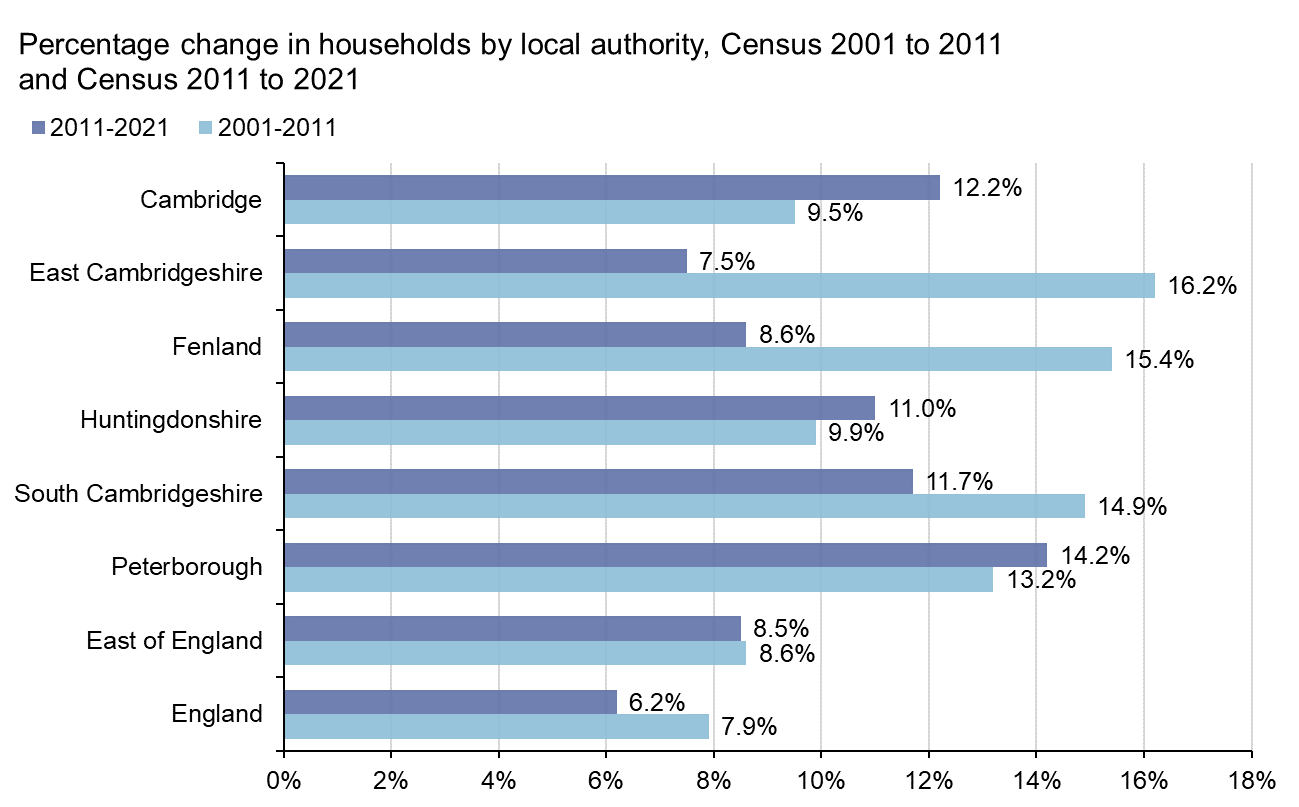 Percentage change in households by local authority, Census 2001 to 2011
and Census 2011 to 2021
2011-2021 2001-2011
Cambridge 12.2%
9.5%
East Cambridgeshire 7.5%
16.2%
Fenland 8.6%
15.4%
Huntingdonshire 11.0%
9.9%
South Cambridgeshire 11.7%
14.9%
Peterborough 14.2%
13.2%
East of England 8.5%
8.6%
England 6.2%
7.9%
0% 2% 4% 6% 8% 10% 12% 14% 16% 18%